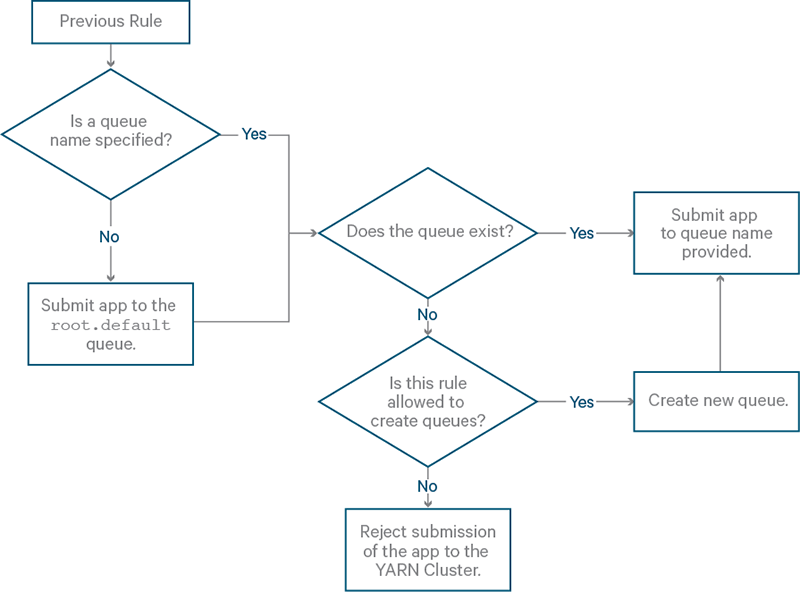 Previous Rule
Is a queue
name specified?
Yes
No
Submit app to the
root.default
queue.
Does the queue exist?
Yes
Submit app
to queue name
provided.
No
Is this rule
allowed to
create queues?
Yes
Create new queue.
No
Reject submission
of the app to the
YARN Cluster.